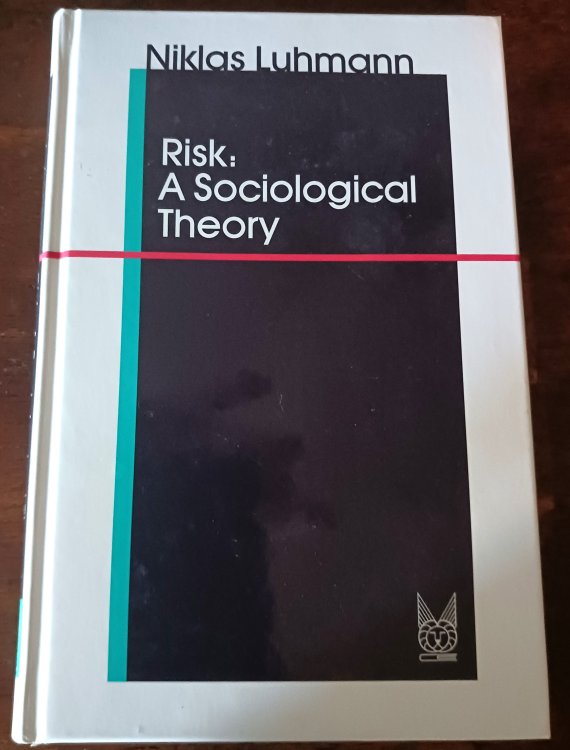 Niklas Luhmann
Risk:
A Sociological
Theory